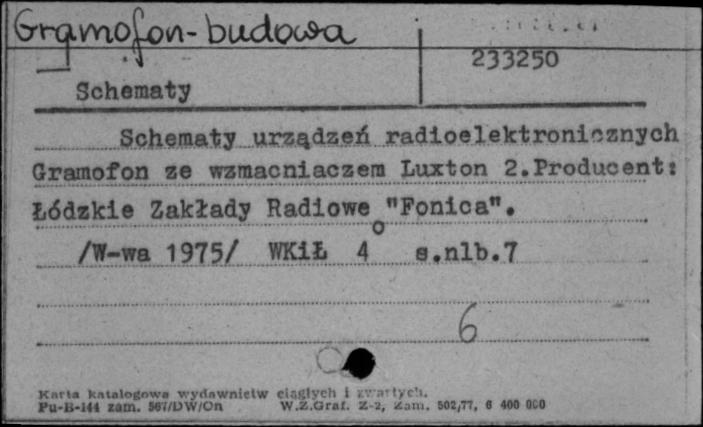 Gramofon-budowa
233250
Schematy
Schematy urządzeń radioelektronicznych
Gramofon ze wzmacniaczem Luxton 2.Producent:
Łódzkie Zakłady Radiowe "Fonica".
/W-wa 1975/ WKiŁ 4° s.nlb.7
6
Karta katalogowa wydawnictw ciągłych i zwartych.
Pu-B-144 zam. 567/DW/On W.Z.Graf. Z-2, Zam. 502/77, 6 400 000